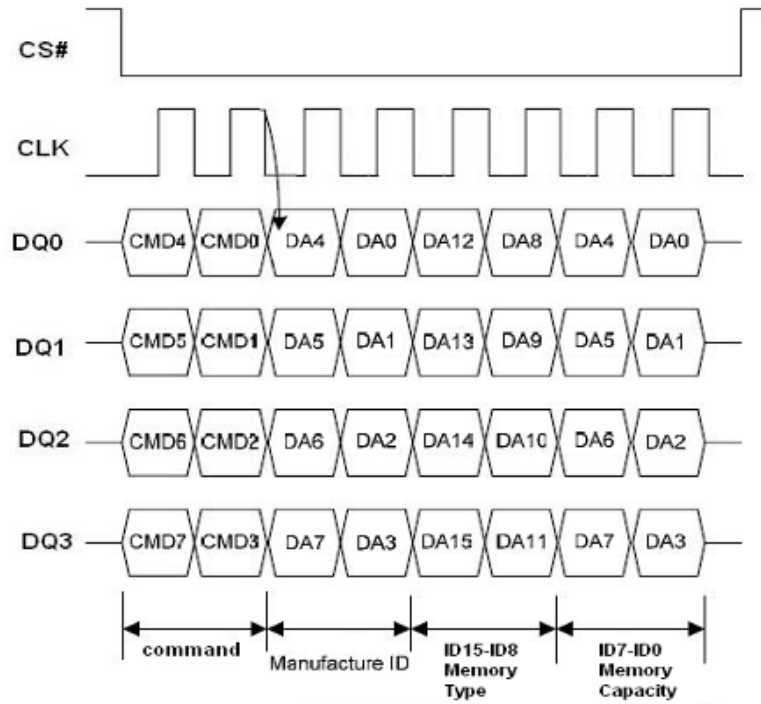 CS#
CLK
DQ0 CMD4 CMD0 DA4 DA0 DA12 DA8 DA4 DA0
DQ1 CMD5 CMD1 DA5 DA1 DA13 DA9 DA5 DA1
DQ2 CMD6 CMD2 DA6 DA2 DA14 DA10 DA6 DA2
DQ3 CMD7 CMD3 DA7 DA3 DA15 DA11 DA7 DA3
command
Manufacture ID
ID15-ID8
Memory
Type
ID7-ID0
Memory
Capacity